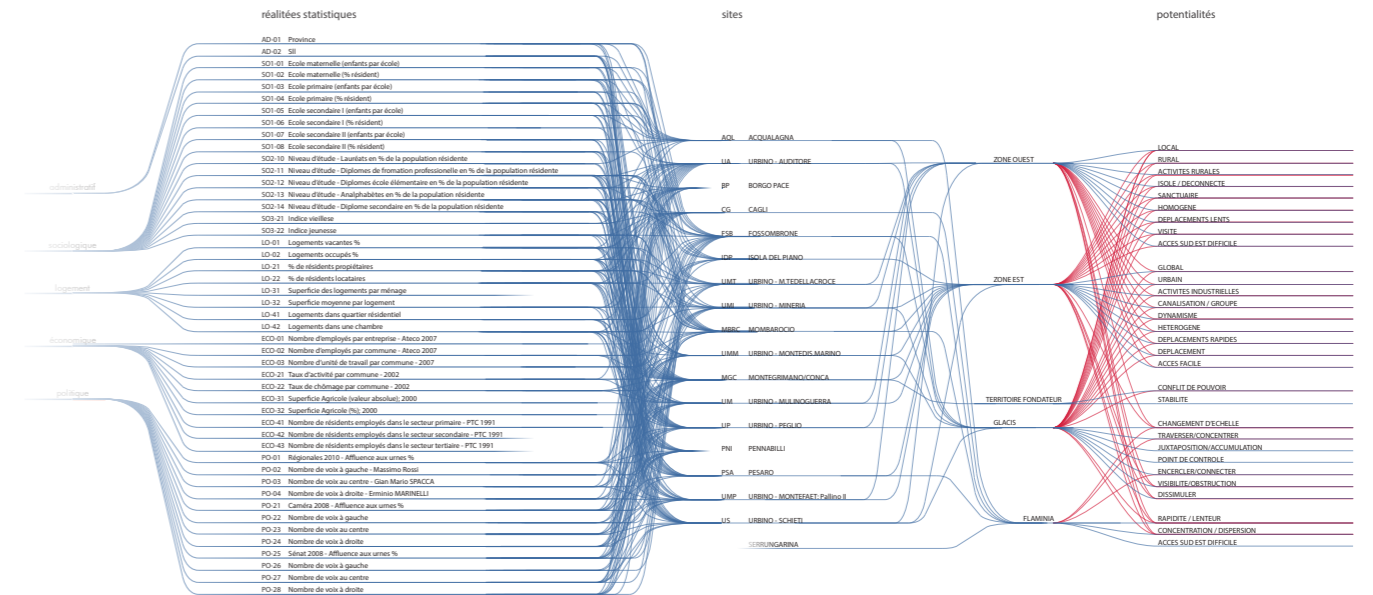 réalitées statistiques
sites
potentialités
administratif
sociologique
logement
économique
politique
AD-01 Province
AD-02 Sll
SO1-01 Ecole maternelle (enfants par école)
SO1-02 Ecole maternelle (% résident)
SO1-03 Ecole primaire (enfants par école)
SO1-04 Ecole primaire (% résident)
SO1-05 Ecole secondaire I (enfants par école)
SO1-06 Ecole secondaire I (% résident)
SO1-07 Ecole secondaire II (enfants par école)
SO1-08 Ecole secondaire II (% résident)
SO2-10 Niveau d'étude - Lauréats en % de la population résidente
SO2-11 Niveau d'étude - Diplomes de fromation professionelle en % de la population résidente
SO2-12 Niveau d'étude - Diplomes école élémentaire en % de la population résidente
SO2-13 Niveau d'étude - Analphabètes en % de la population résidente
SO2-14 Niveau d'étude - Diplome secondaire en % de la population résidente
SO3-21 Indice vieillese
SO3-22 Indice jeunesse
LO-01 Logements vacantes %
LO-02 Logements occupés %
LO-21 % de résidents propiétaires
LO-22 % de résidents locataires
LO-31 Superficie des logements par ménage
LO-32 Superficie moyenne par logement
LO-41 Logements dans quartier résidentiel
LO-42 Logements dans une chambre
ECO-01 Nombre d'employés par entreprise - Ateco 2007
ECO-02 Nombre d'employés par commune - Ateco 2007
ECO-03 Nombre d'unité de travail par commune - 2007
ECO-21 Taux d'activité par commune - 2002
ECO-22 Taux de chômage par commune - 2002
ECO-31 Superficie Agricole (valeur absolue); 2000
ECO-32 Superficie Agricole (%); 2000
ECO-41 Nombre de résidents employés dans le secteur primaire - PTC 1991
ECO-42 Nombre de résidents employés dans le secteur secondaire - PTC 1991
ECO-43 Nombre de résidents employés dans le secteur tertiaire - PTC 1991
PO-01 Régionales 2010 - Affluence aux urnes %
PO-02 Nombre de voix à gauche - Massimo Rossi
PO-03 Nombre de voix au centre - Gian Mario SPACCA
PO-04 Nombre de voix à droite - Erminio MARINELLI
PO-21 Caméra 2008 - Affluence aux urnes %
PO-22 Nombre de voix à gauche
PO-23 Nombre de voix au centre
PO-24 Nombre de voix à droite
PO-25 Sénat 2008 - Affluence aux urnes %
PO-26 Nombre de voix à gauche
PO-27 Nombre de voix au centre
PO-28 Nombre de voix à droite
AQL ACQUALAGNA
UA URBINO - AUDITORE
BP BORGO PACE
CG CAGLI
FSB FOSSOMBRONE
IDP ISOLA DEL PIANO
UMT URBINO - M.TEDELLACROCE
UMI URBINO - MINERIA
MBRC MOMBAROCIO
UMM URBINO - MONTEDIS MARINO
MGC MONTEGRIMANO/CONCA
UM URBINO - MULINOGUERRA
UP URBINO - PEGLIO
PNI PENNABILLI
PSA PESARO
UMP URBINO - MONTEFAET: Pallino II
US URBINO - SCHIETI
SERRUNGARINA
ZONE OUEST
ZONE EST
TERRITOIRE FONDATEUR
GLACIS
FLAMINIA
LOCAL
RURAL
ACTIVITES RURALES
ISOLE / DECONNECTE
SANCTUAIRE
HOMOGENE
DEPLACEMENTS LENTS
VISITE
ACCES SUD EST DIFFICILE
GLOBAL
URBAIN
ACTIVITES INDUSTRIELLES
CANALISATION / GROUPE
DYNAMISME
HETEROGENE
DEPLACEMENTS RAPIDES
DEPLACEMENT
ACCES FACILE
CONFLIT DE POUVOIR
STABILITE
CHANGEMENT D'ECHELLE
TRAVERSER/CONCENTRER
JUXTAPOSITION/ACCUMULATION
POINT DE CONTROLE
ENCERCLER/CONNECTER
VISIBILITE/OBSTRUCTION
DISSIMULER
RAPIDITE / LENTEUR
CONCENTRATION / DISPERSION
ACCES SUD EST DIFFICILE